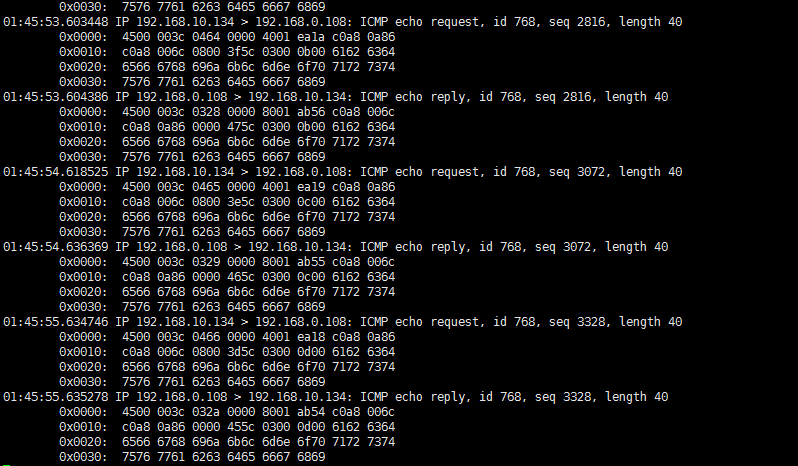 0x0030: 7576 7761 6263 6465 6667 6869
01:45:53.603448 IP 192.168.10.134 > 192.168.0.108: ICMP echo request, id 768, seq 2816, length 40
0x0000: 4500 003c 0464 0000 4001 ea1a c0a8 0a86
0x0010: c0a8 006c 0800 3f5c 0300 0b00 6162 6364
0x0020: 6566 6768 696a 6b6c 6d6e 6f70 7172 7374
0x0030: 7576 7761 6263 6465 6667 6869
01:45:53.604386 IP 192.168.0.108 > 192.168.10.134: ICMP echo reply, id 768, seq 2816, length 40
0x0000: 4500 003c 0328 0000 8001 ab56 c0a8 006c
0x0010: c0a8 0a86 0000 475c 0300 0b00 6162 6364
0x0020: 6566 6768 696a 6b6c 6d6e 6f70 7172 7374
0x0030: 7576 7761 6263 6465 6667 6869
01:45:54.618525 IP 192.168.10.134 > 192.168.0.108: ICMP echo request, id 768, seq 3072, length 40
0x0000: 4500 003c 0465 0000 4001 ea19 c0a8 0a86
0x0010: c0a8 006c 0800 3e5c 0300 0c00 6162 6364
0x0020: 6566 6768 696a 6b6c 6d6e 6f70 7172 7374
0x0030: 7576 7761 6263 6465 6667 6869
01:45:54.636369 IP 192.168.0.108 > 192.168.10.134: ICMP echo reply, id 768, seq 3072, length 40
0x0000: 4500 003c 0329 0000 8001 ab55 c0a8 006c
0x0010: c0a8 0a86 0000 465c 0300 0c00 6162 6364
0x0020: 6566 6768 696a 6b6c 6d6e 6f70 7172 7374
0x0030: 7576 7761 6263 6465 6667 6869
01:45:55.634746 IP 192.168.10.134 > 192.168.0.108: ICMP echo request, id 768, seq 3328, length 40
0x0000: 4500 003c 0466 0000 4001 ea18 c0a8 0a86
0x0010: c0a8 006c 0800 3d5c 0300 0d00 6162 6364
0x0020: 6566 6768 696a 6b6c 6d6e 6f70 7172 7374
0x0030: 7576 7761 6263 6465 6667 6869
01:45:55.635278 IP 192.168.0.108 > 192.168.10.134: ICMP echo reply, id 768, seq 3328, length 40
0x0000: 4500 003c 032a 0000 8001 ab54 c0a8 006c
0x0010: c0a8 0a86 0000 455c 0300 0d00 6162 6364
0x0020: 6566 6768 696a 6b6c 6d6e 6f70 7172 7374
0x0030: 7576 7761 6263 6465 6667 6869